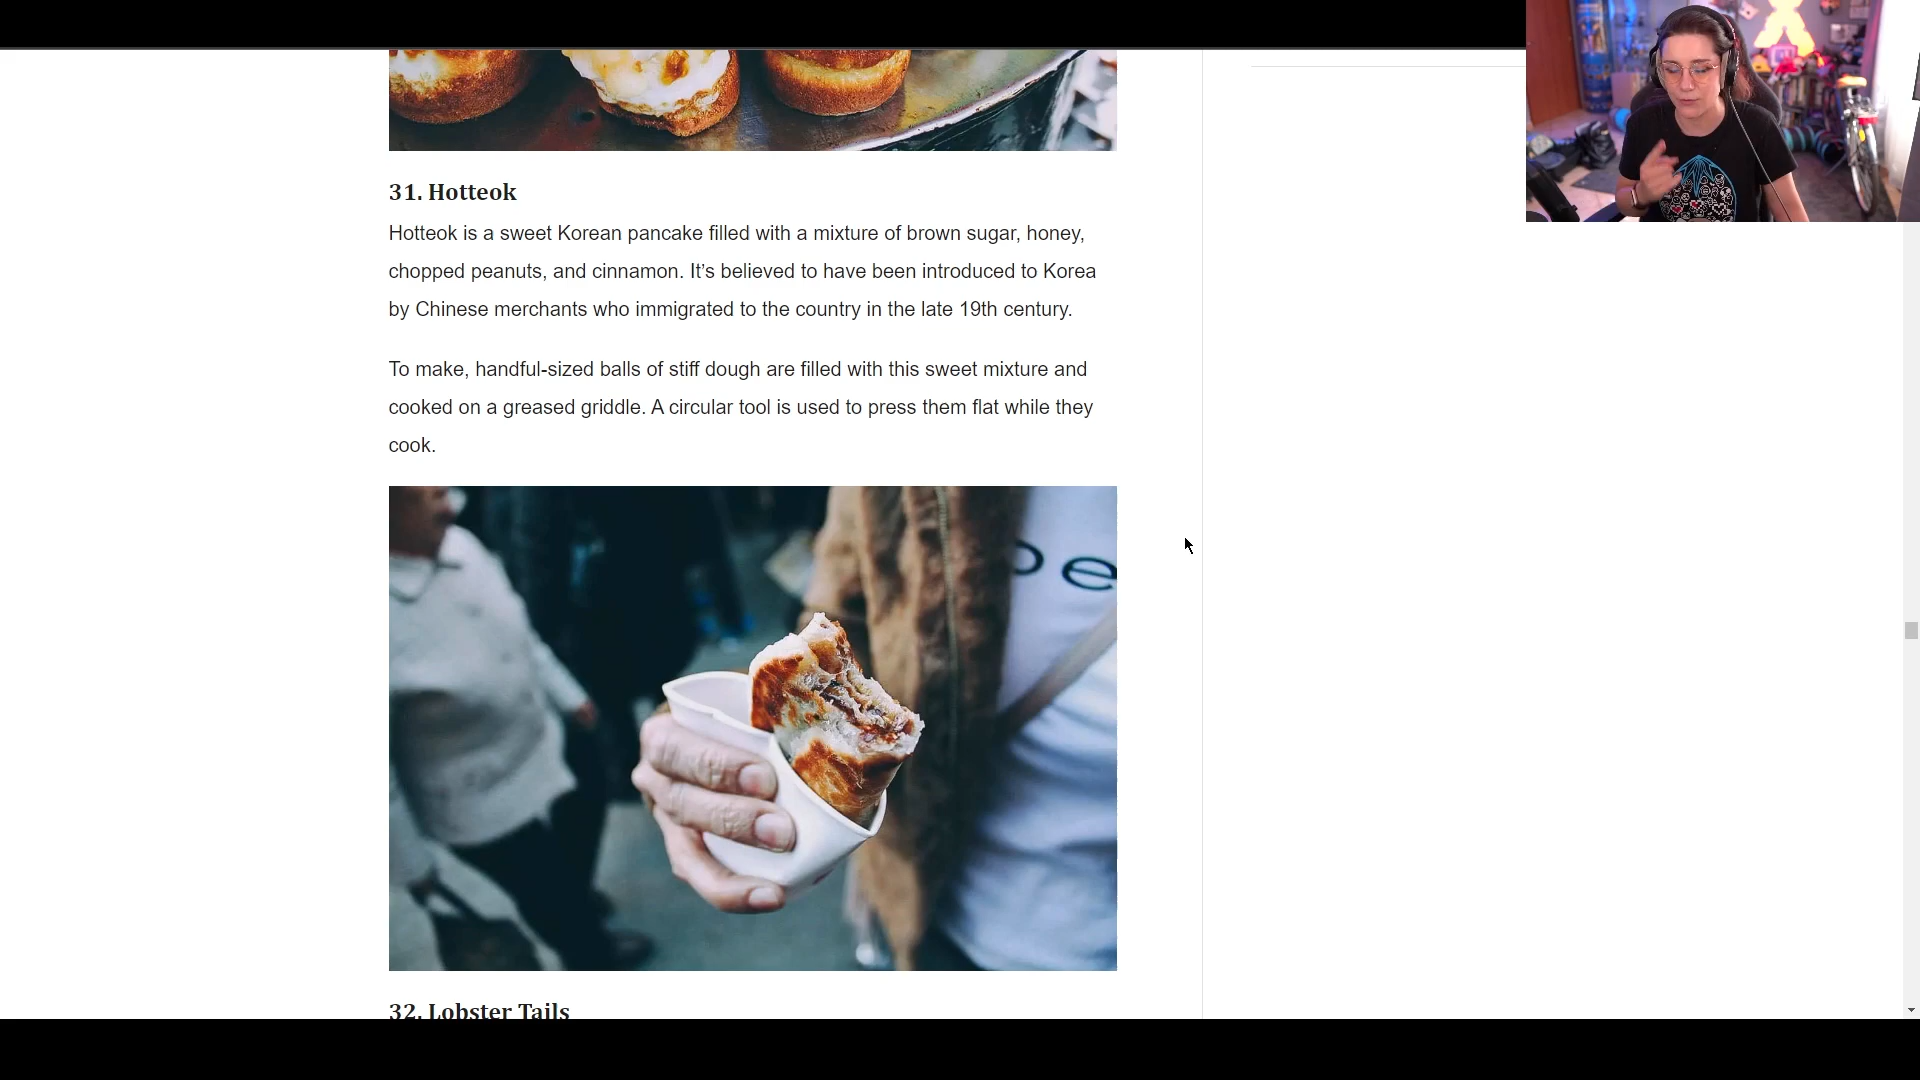 31. Hotteok
Hotteok is a sweet Korean pancake filled with a mixture of brown sugar, honey,
chopped peanuts, and cinnamon. It’s believed to have been introduced to Korea
by Chinese merchants who immigrated to the country in the late 19th century.
To make, handful-sized balls of stiff dough are filled with this sweet mixture and
cooked on a greased griddle. A circular tool is used to press them flat while they
cook.
32. Lobster Tails